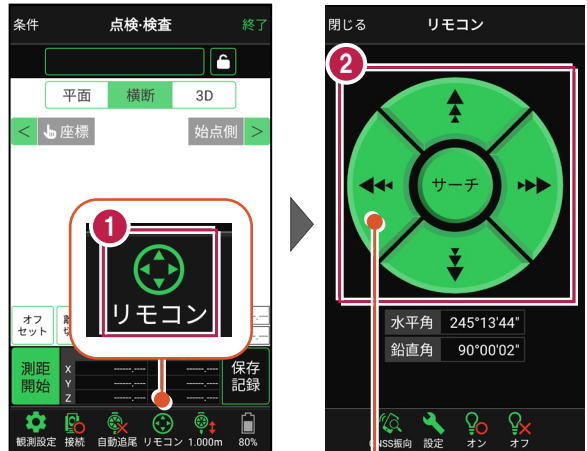 条件 点検・検査 終了
平面 横断 3D
< 座標 始点側 >
1
リモコン
オフ
セット
測距
開始
X ------.---- ------.----
Y ------.---- ------.----
Z ------.---- ------.----
保存
記録
観測設定 接続 自動追尾 リモコン 1.000m 80%
閉じる リモコン
2
サーチ
水平角 245°13'44"
鉛直角 90°00'02"
設定 オン オフ